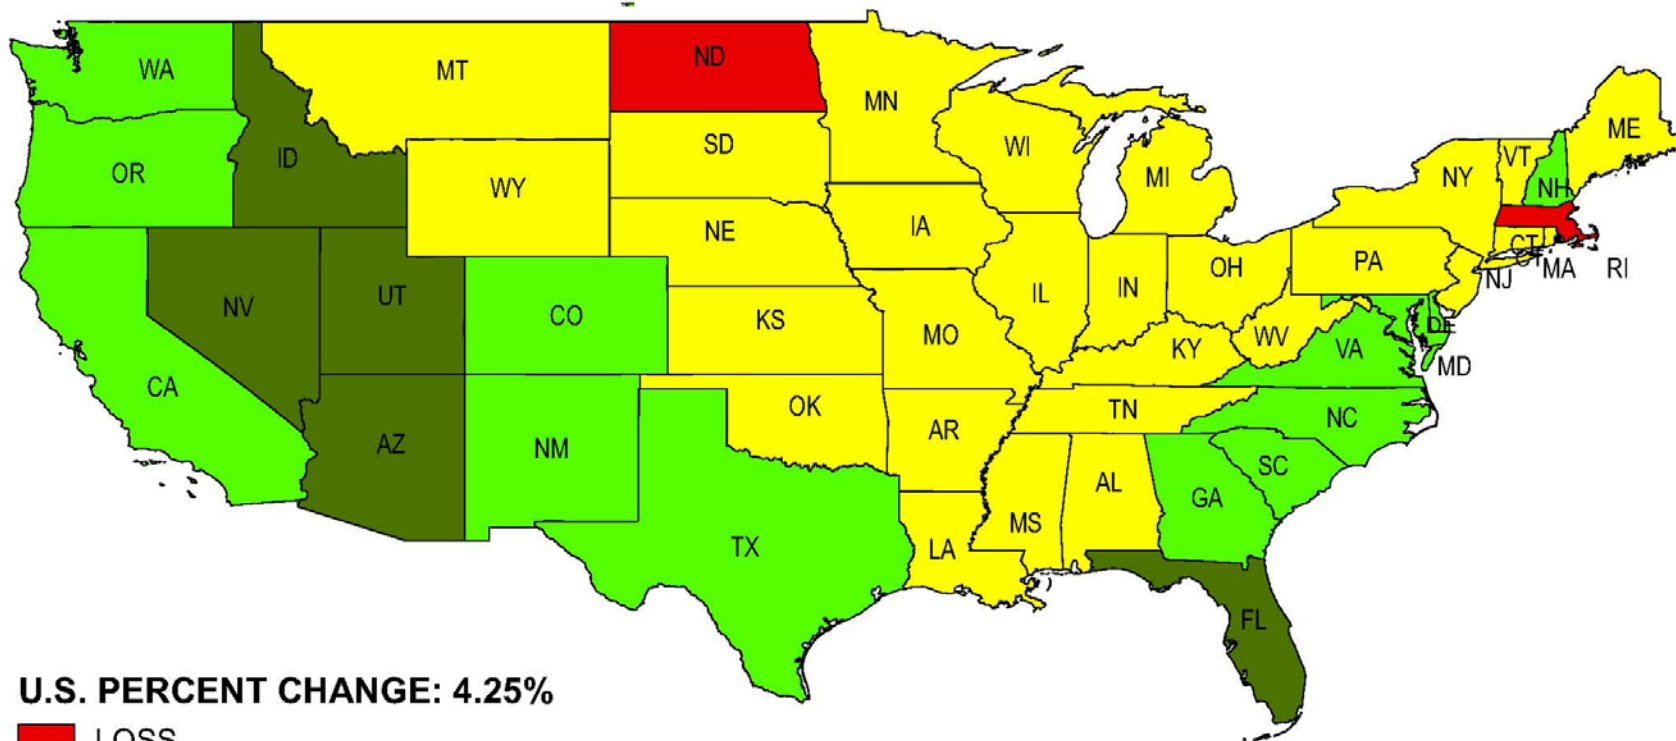 WA
MT
ND
MN
ME
SD
WI
VT
ID
OR
WY
MI
NY
NH
NE
IA
PA
OH
CT
CT
MA
RI
NJ
UT
NV
CO
KS
IL
IN
MO
WV
KY
VA
DE
MD
CA
OK
TN
NC
AZ
NM
AR
SC
AL
GA
MS
TX
LA
FL
U.S. PERCENT CHANGE: 4.25%
LOSS